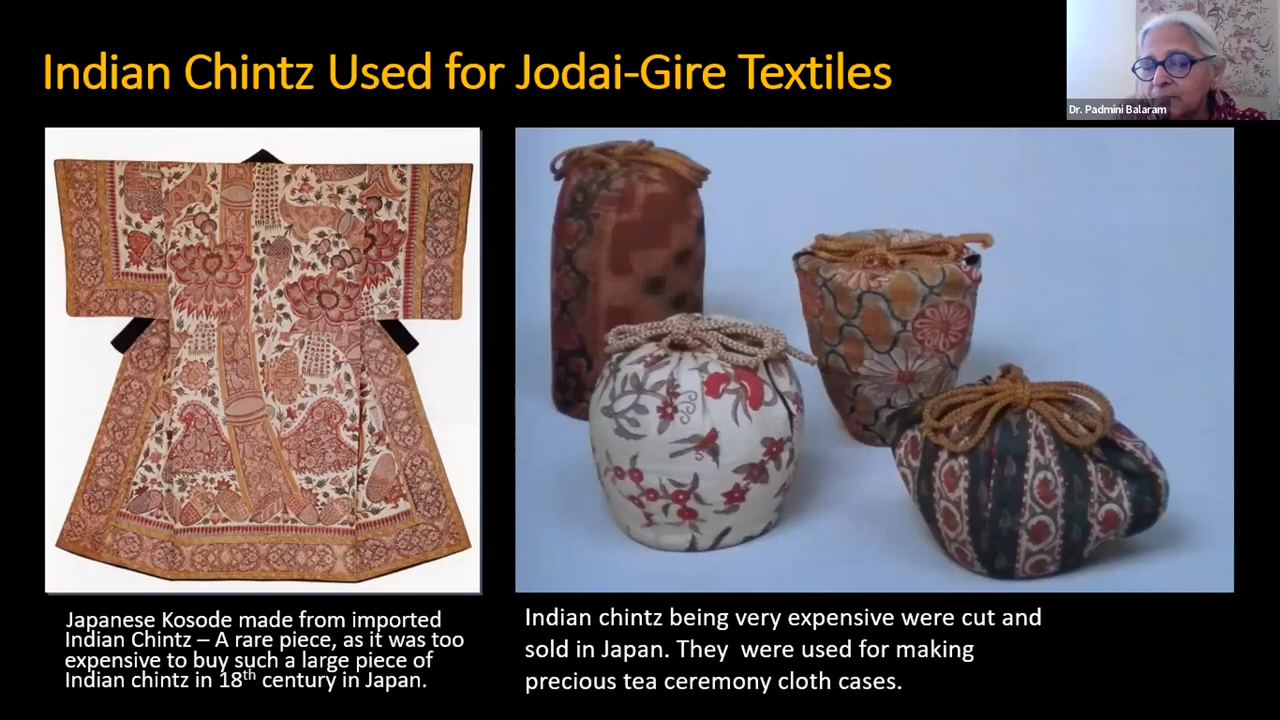 Indian Chintz Used for Jodai-Gire Textiles
Dr. Padmini Balaram
Japanese Kosode made from imported
Indian Chintz – A rare piece, as it was too
expensive to buy such a large piece of
Indian chintz in 18th century in Japan.
Indian chintz being very expensive were cut and
sold in Japan. They  were used for making
precious tea ceremony cloth cases.